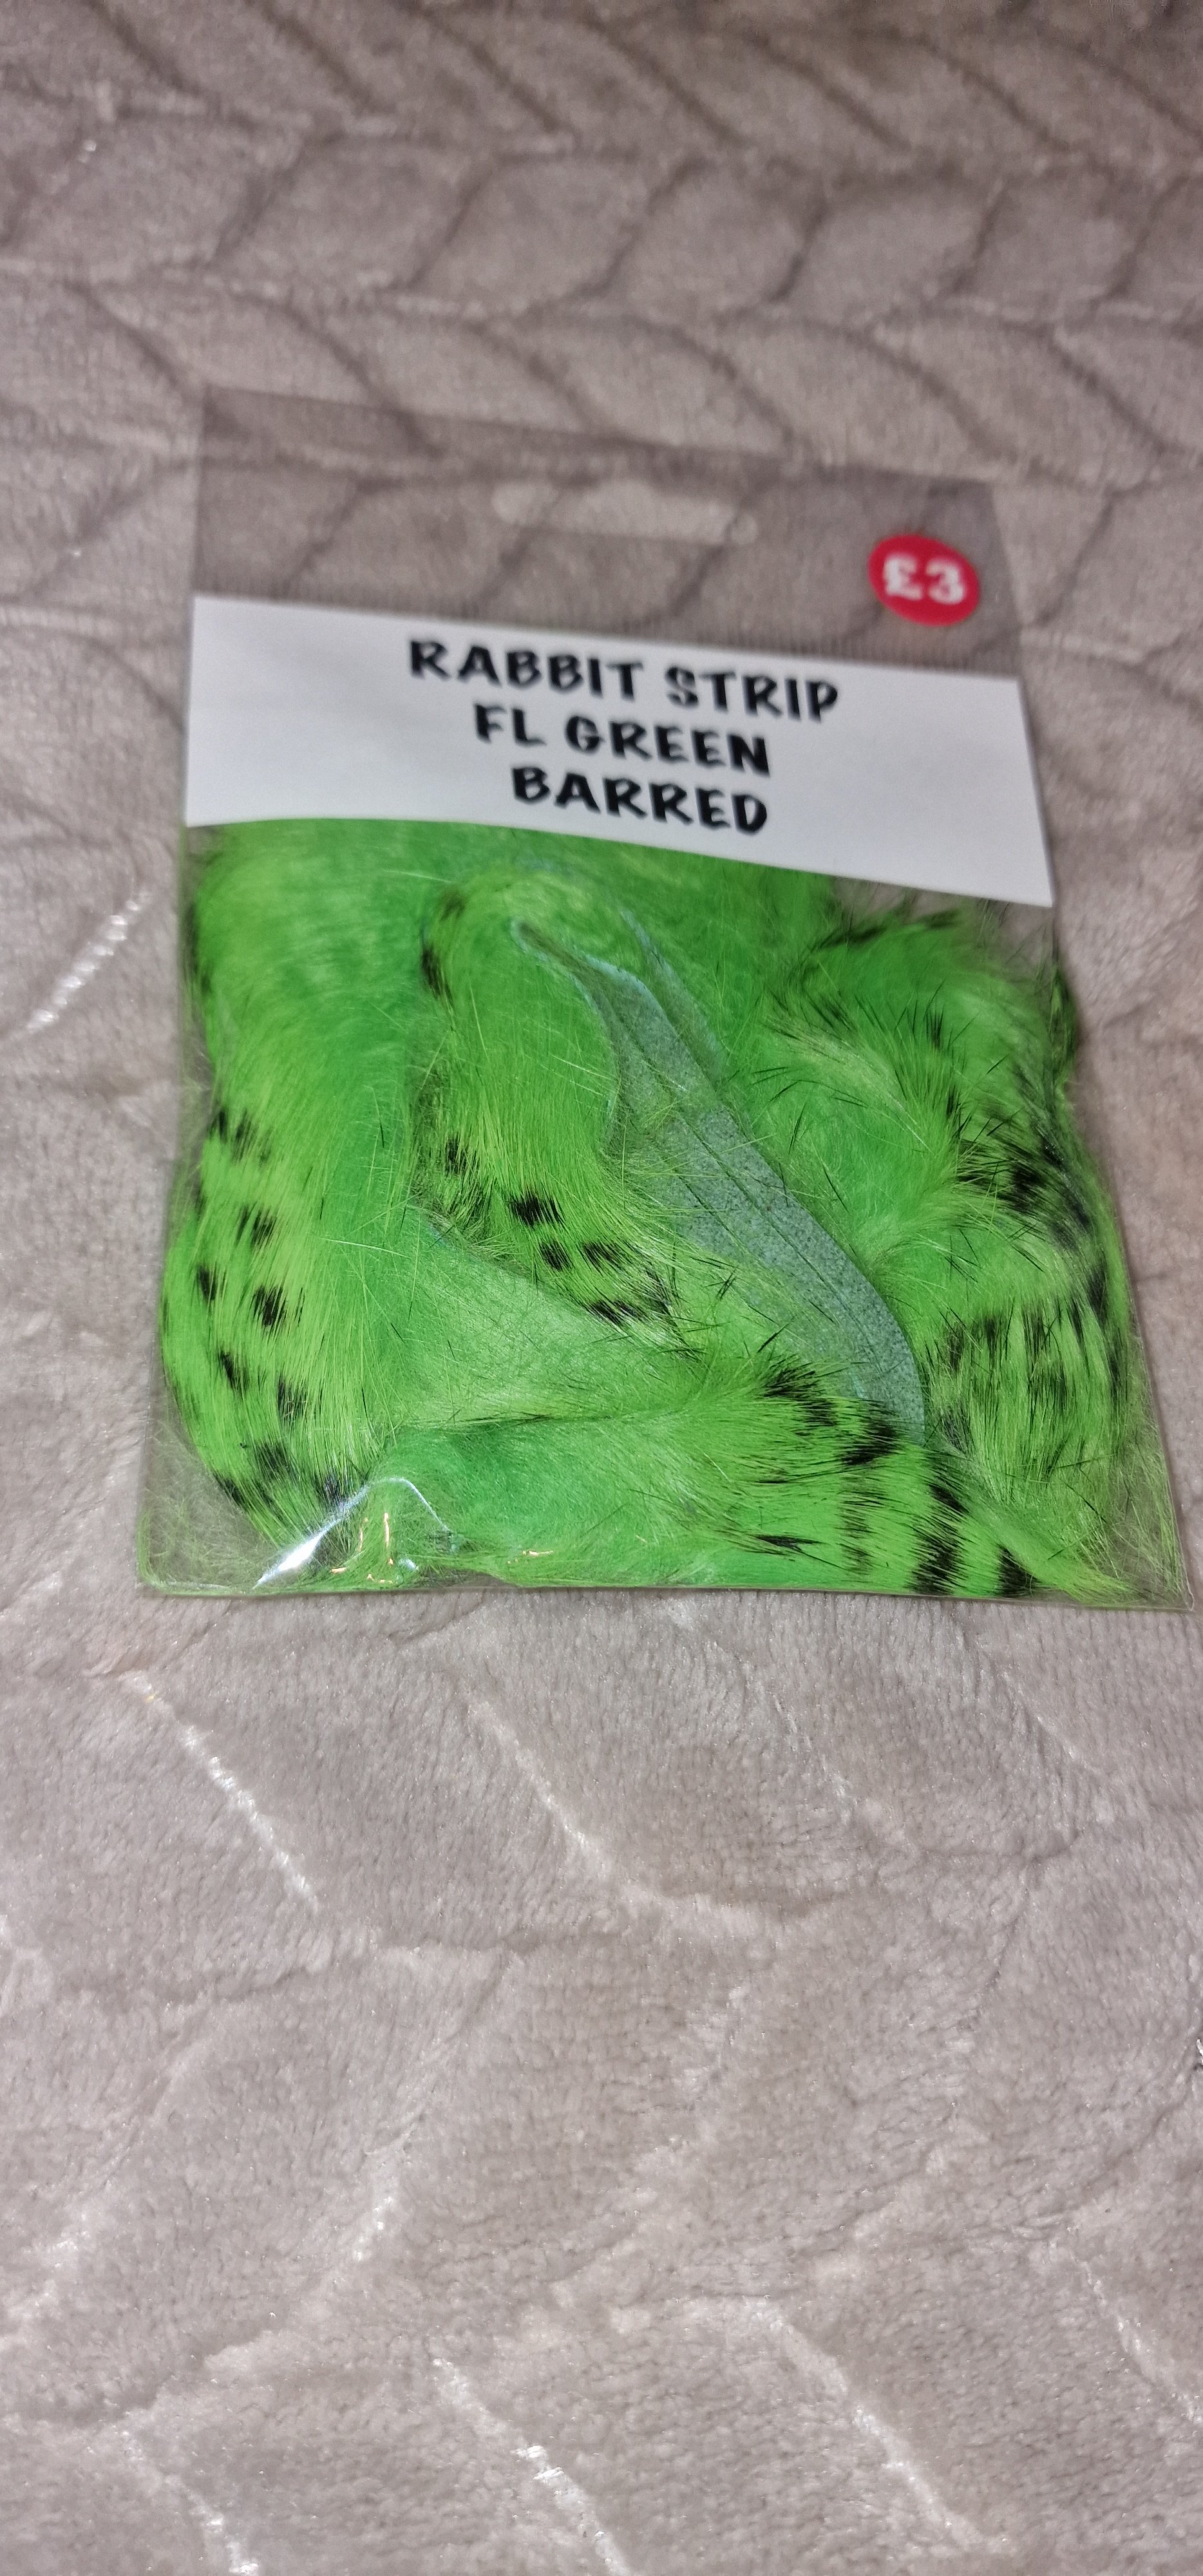 £3
RABBIT STRIP
FL GREEN
BARRED